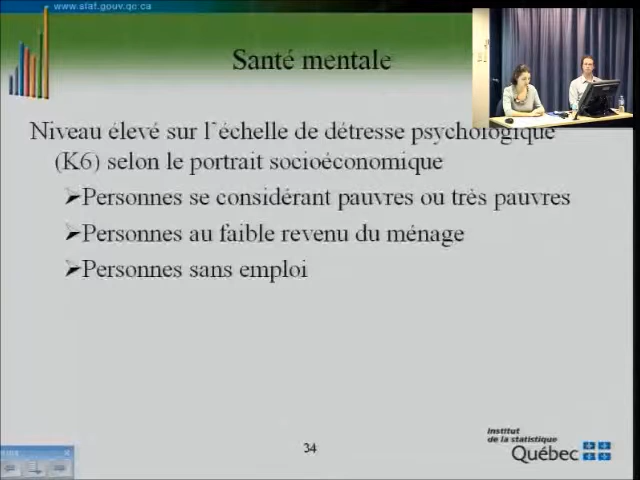 www.stat.gouv.qc.ca
Santé mentale
Niveau élevé sur l'échelle de détresse psychologique
(K6) selon le portrait socioéconomique
Personnes se considérant pauvres ou très pauvres
Personnes au faible revenu du ménage
Personnes sans emploi
34
Institut
de la statistique
Québec